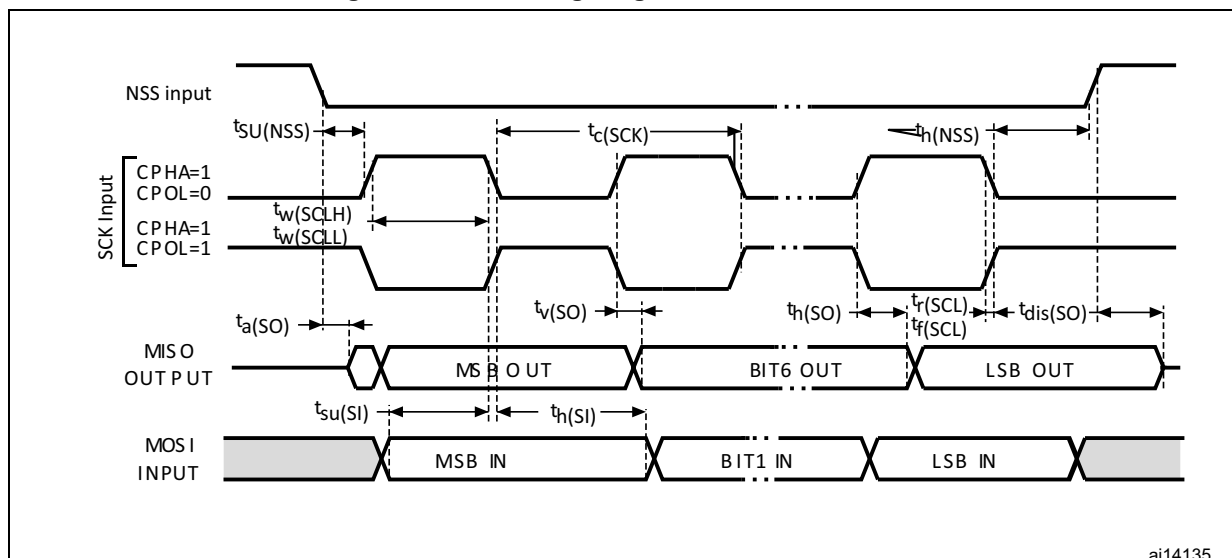 NSS input
tSU(NSS)
tc(SCK)
th(NSS)
SCK Input
CPHA=1
CPOL=0
tw(SCLH)
CPHA=1
tw(SCLL)
CPOL=1
ta(SO)
tv(SO)
th(SO)
tr(SCL)
tf(SCL)
tdis(SO)
MISO
OUTPUT
MSB OUT
BIT6 OUT
LSB OUT
tsu(SI)
th(SI)
MOSI
INPUT
MSB IN
BIT1 IN
LSB IN
ai14135